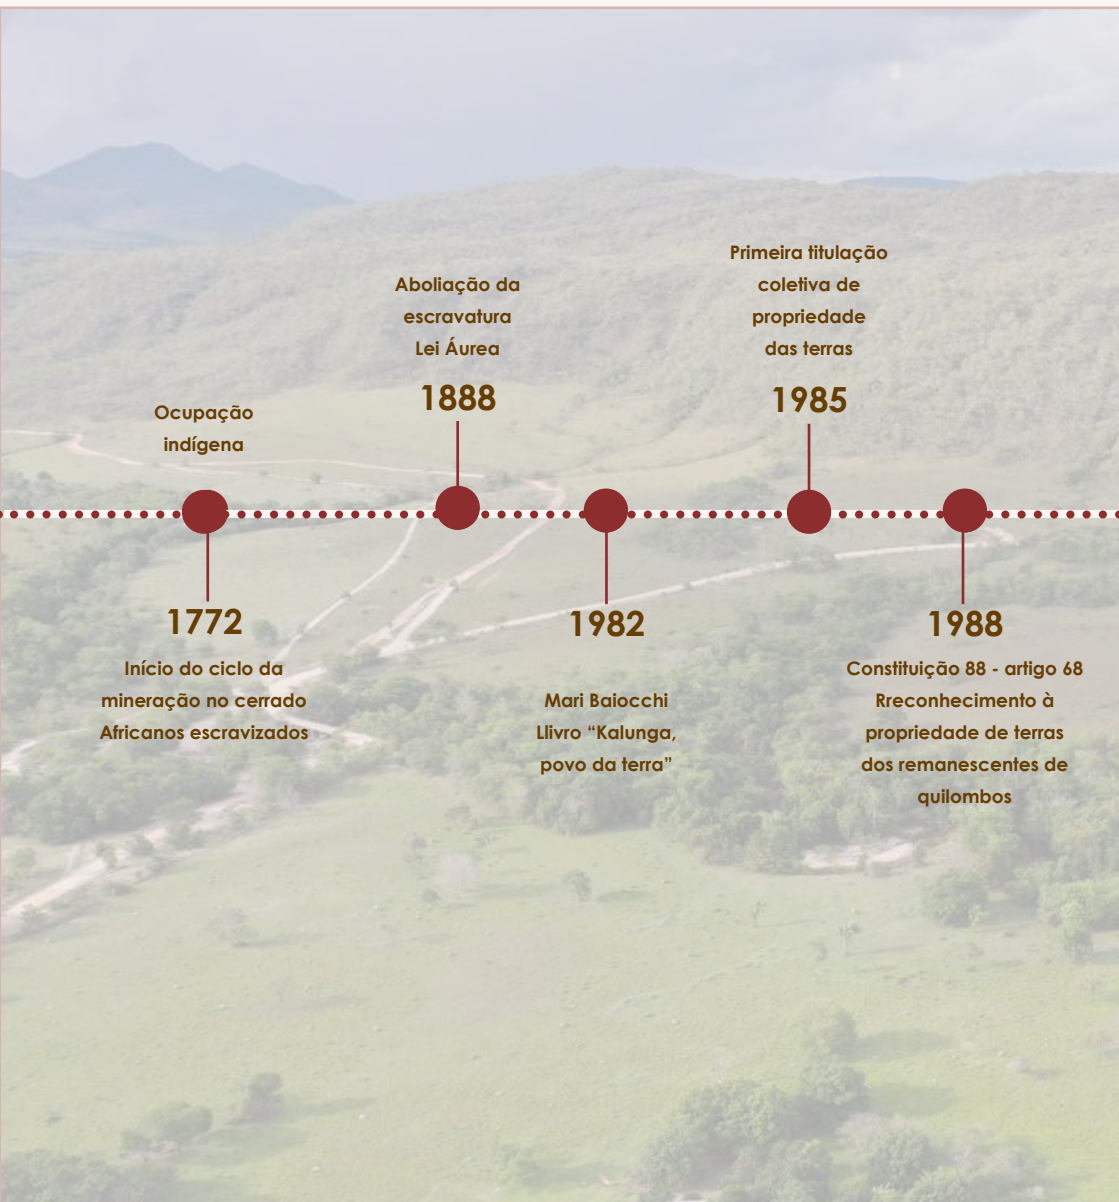 Ocupação
indígena
1772
Início do ciclo da
mineração no cerrado
Africanos escravizados
Aboliação da
escravatura
Lei Áurea
1888
1982
Mari Baiocchi
Llivro “Kalunga,
povo da terra”
Primeira titulação
coletiva de
propriedade
das terras
1985
1988
Constituição 88 - artigo 68
Rreconhecimento à
propriedade de terras
dos remanescentes de
quilombos